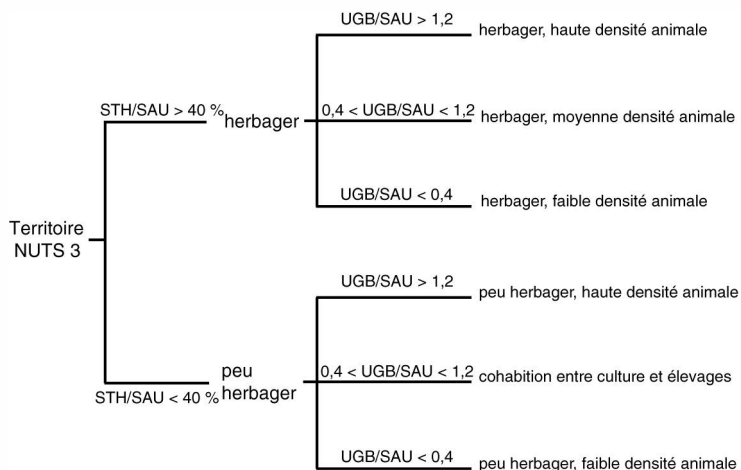 UGB/SAU > 1,2
herbager, haute densité animale
STH/SAU > 40 %
herbager
0,4 < UGB/SAU < 1,2
herbager, moyenne densité animale
UGB/SAU < 0,4
herbager, faible densité animale
Territoire
NUTS 3
UGB/SAU > 1,2
peu herbager, haute densité animale
STH/SAU < 40 %
peu
herbager
0,4 < UGB/SAU < 1,2
cohabition entre culture et élevages
UGB/SAU < 0,4
peu herbager, faible densité animale